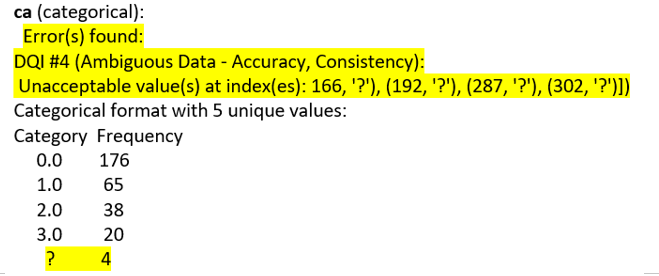 ca (categorical):
Error(s) found:
DQI #4 (Ambiguous Data - Accuracy, Consistency):
Unacceptable value(s) at index(es): 166, '?'), (192, '?'), (287, '?'), (302, '?')])
Categorical format with 5 unique values:
Category Frequency
0.0 176
1.0 65
2.0 38
3.0 20
? 4